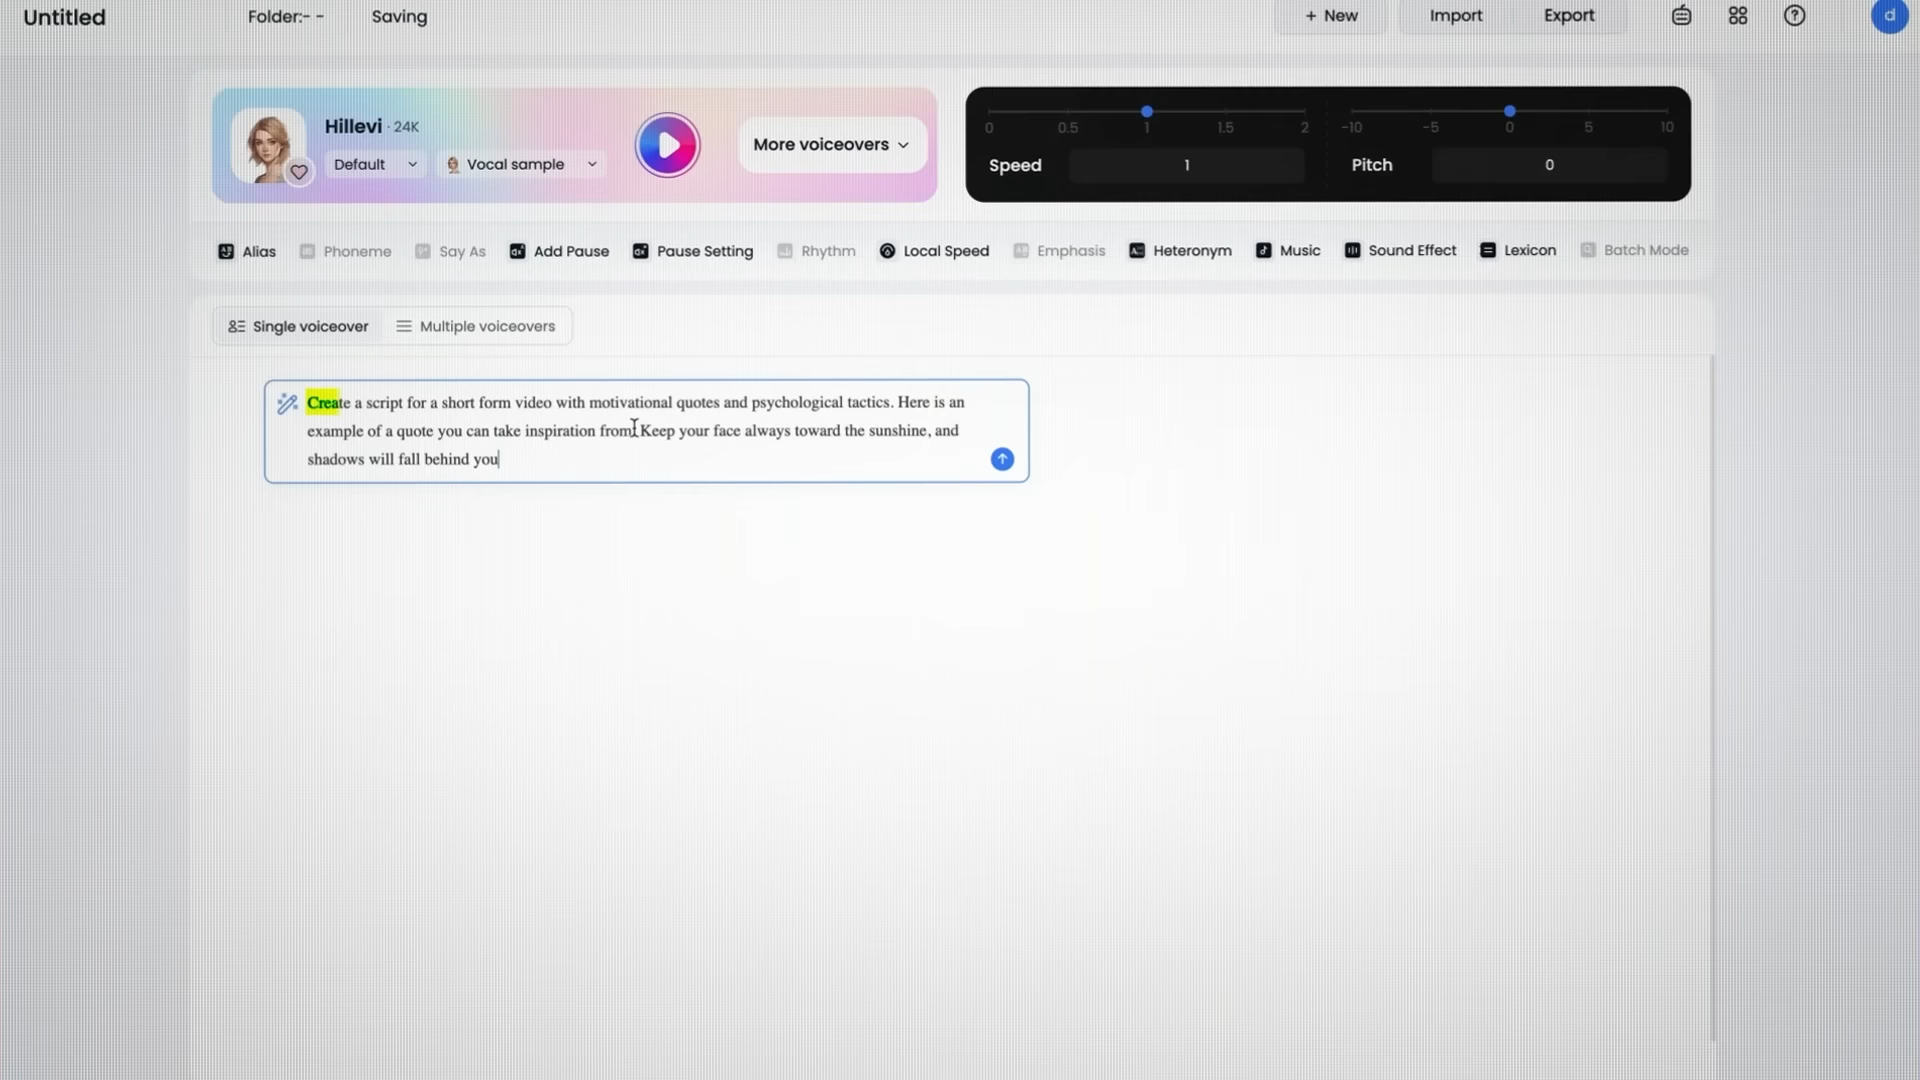 Untitled
Folder:- -
Saving
+ New
Import
Export
d
Hillevi · 24K
Default
Vocal sample
More voiceovers
0 0.5 1 1.5 2
Speed
1
-10 -5 0 5 10
Pitch
0
Alias
Phoneme
Say As
Add Pause
Pause Setting
Rhythm
Local Speed
Emphasis
Heteronym
Music
Sound Effect
Lexicon
Batch Mode
Single voiceover
Multiple voiceovers
Create a script for a short form video with motivational quotes and psychological tactics. Here is an
example of a quote you can take inspiration from: Keep your face always toward the sunshine, and
shadows will fall behind you